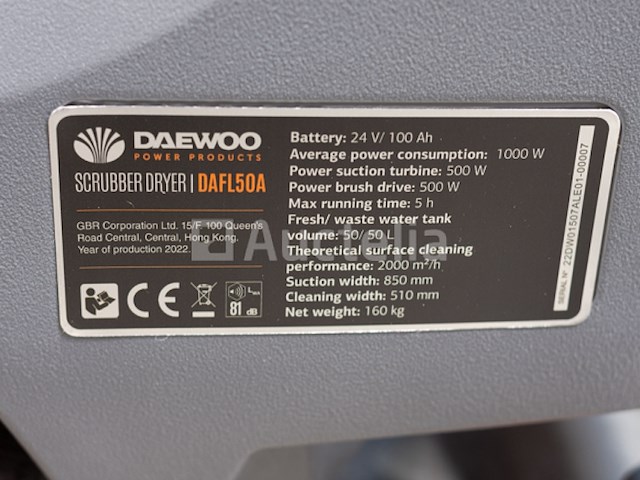 DAEWOO
POWER PRODUCTS
SCRUBBER DRYER | DAFL50A
GBR Corporation Ltd. 15/F. 100 Queen's
Road Central, Central, Hong Kong.
Year of production 2022.
CE
81 dB
Battery: 24 V/ 100 Ah
Average power consumption: 1000 W
Power suction turbine: 500 W
Power brush drive: 500 W
Max running time: 5 h
Fresh/ waste water tank
volume: 50/ 50 L
Theoretical surface cleaning
performance: 2000 m²/h
Suction width: 850 mm
Cleaning width: 510 mm
Net weight: 160 kg
SERIAL N° 22DW01507ALE01-00007
Auctelia